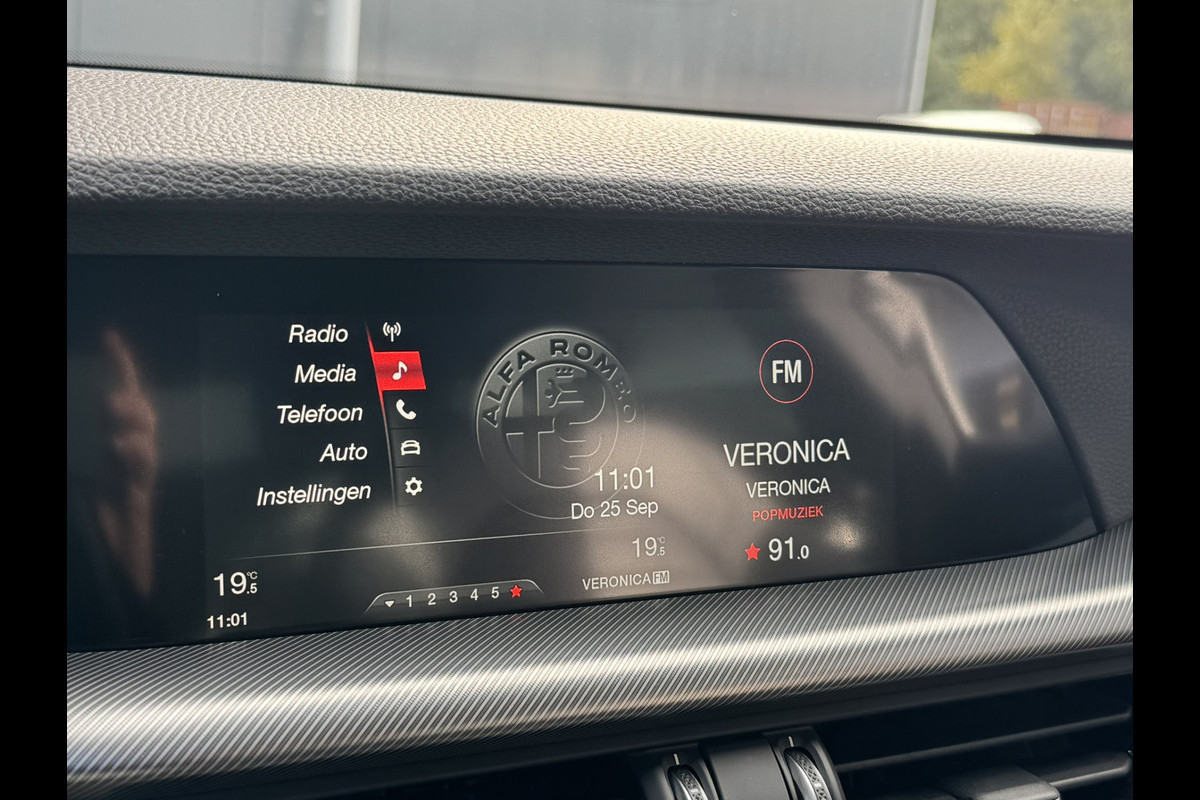 Radio
Media
Telefoon
Auto
Instellingen
ALFA ROMEO
11:01
Do 25 Sep
FM
VERONICA
VERONICA
POPMUZIEK
91.0
19.5 °C
11:01
1 2 3 4 5
19.5 °C
VERONICA FM